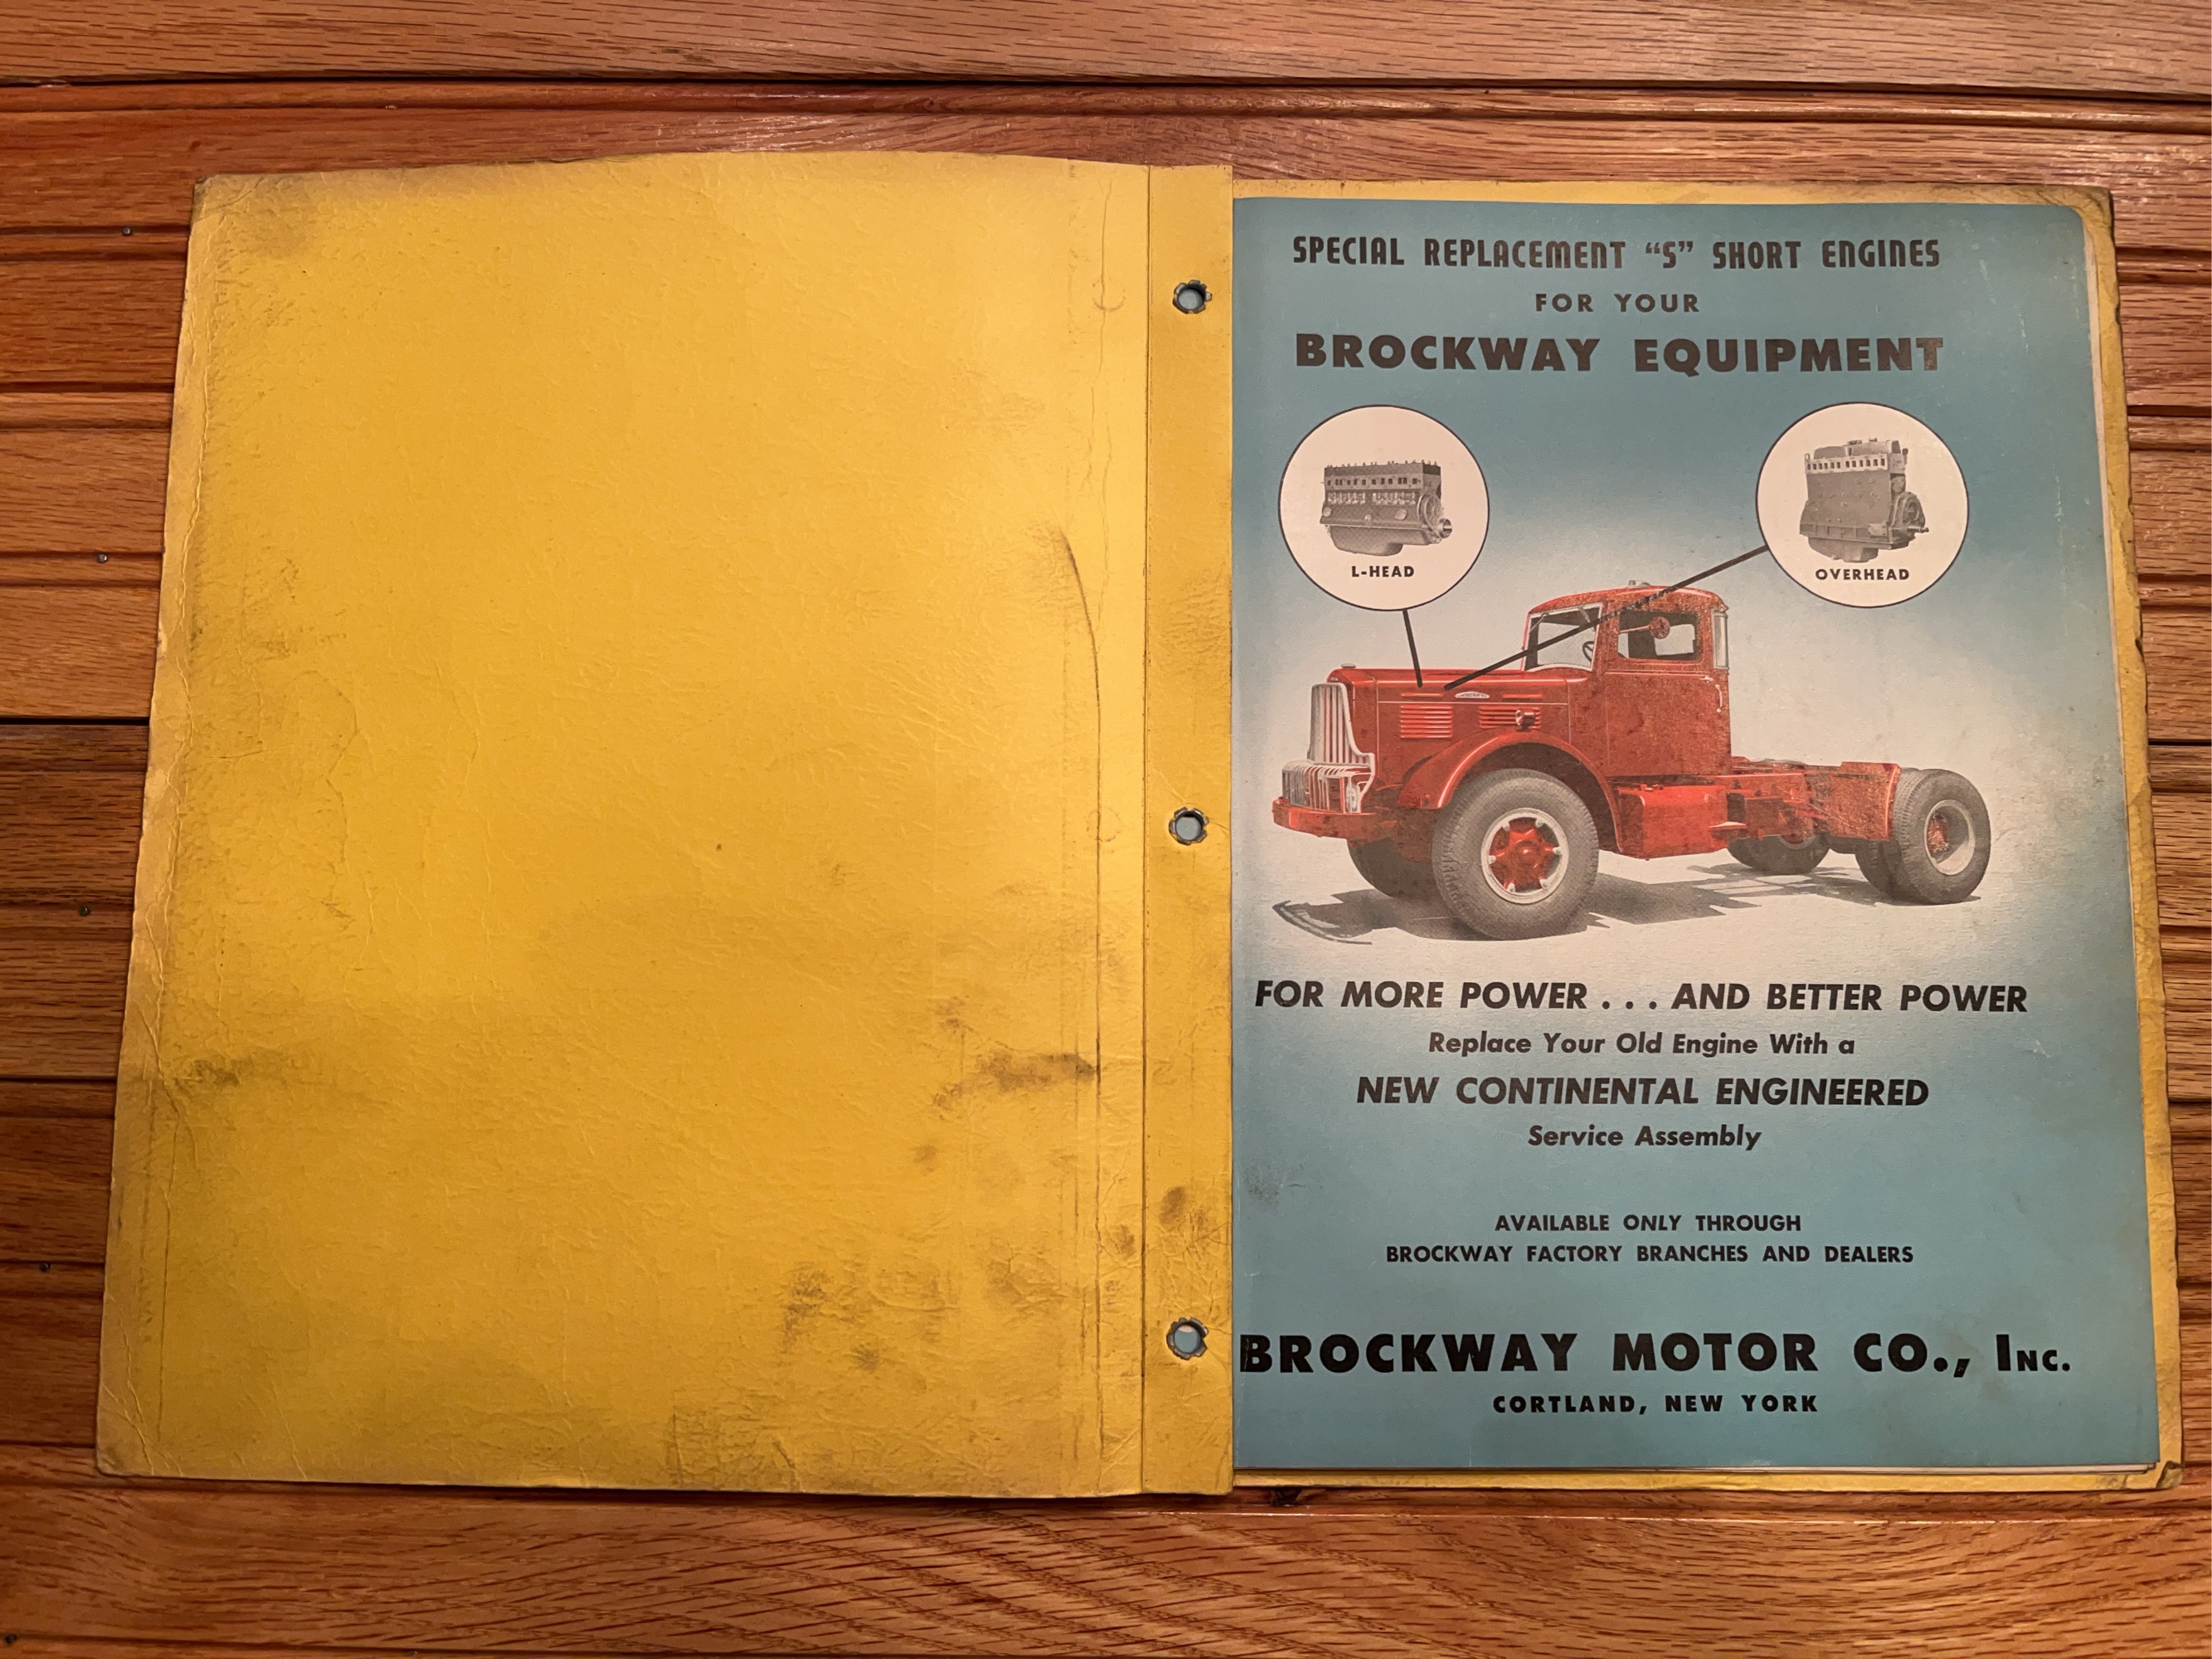 SPECIAL REPLACEMENT “S” SHORT ENGINES
FOR YOUR
BROCKWAY EQUIPMENT
L-HEAD
OVERHEAD
FOR MORE POWER . . . AND BETTER POWER
Replace Your Old Engine With a
NEW CONTINENTAL ENGINEERED
Service Assembly
AVAILABLE ONLY THROUGH
BROCKWAY FACTORY BRANCHES AND DEALERS
BROCKWAY MOTOR CO., INC.
CORTLAND, NEW YORK